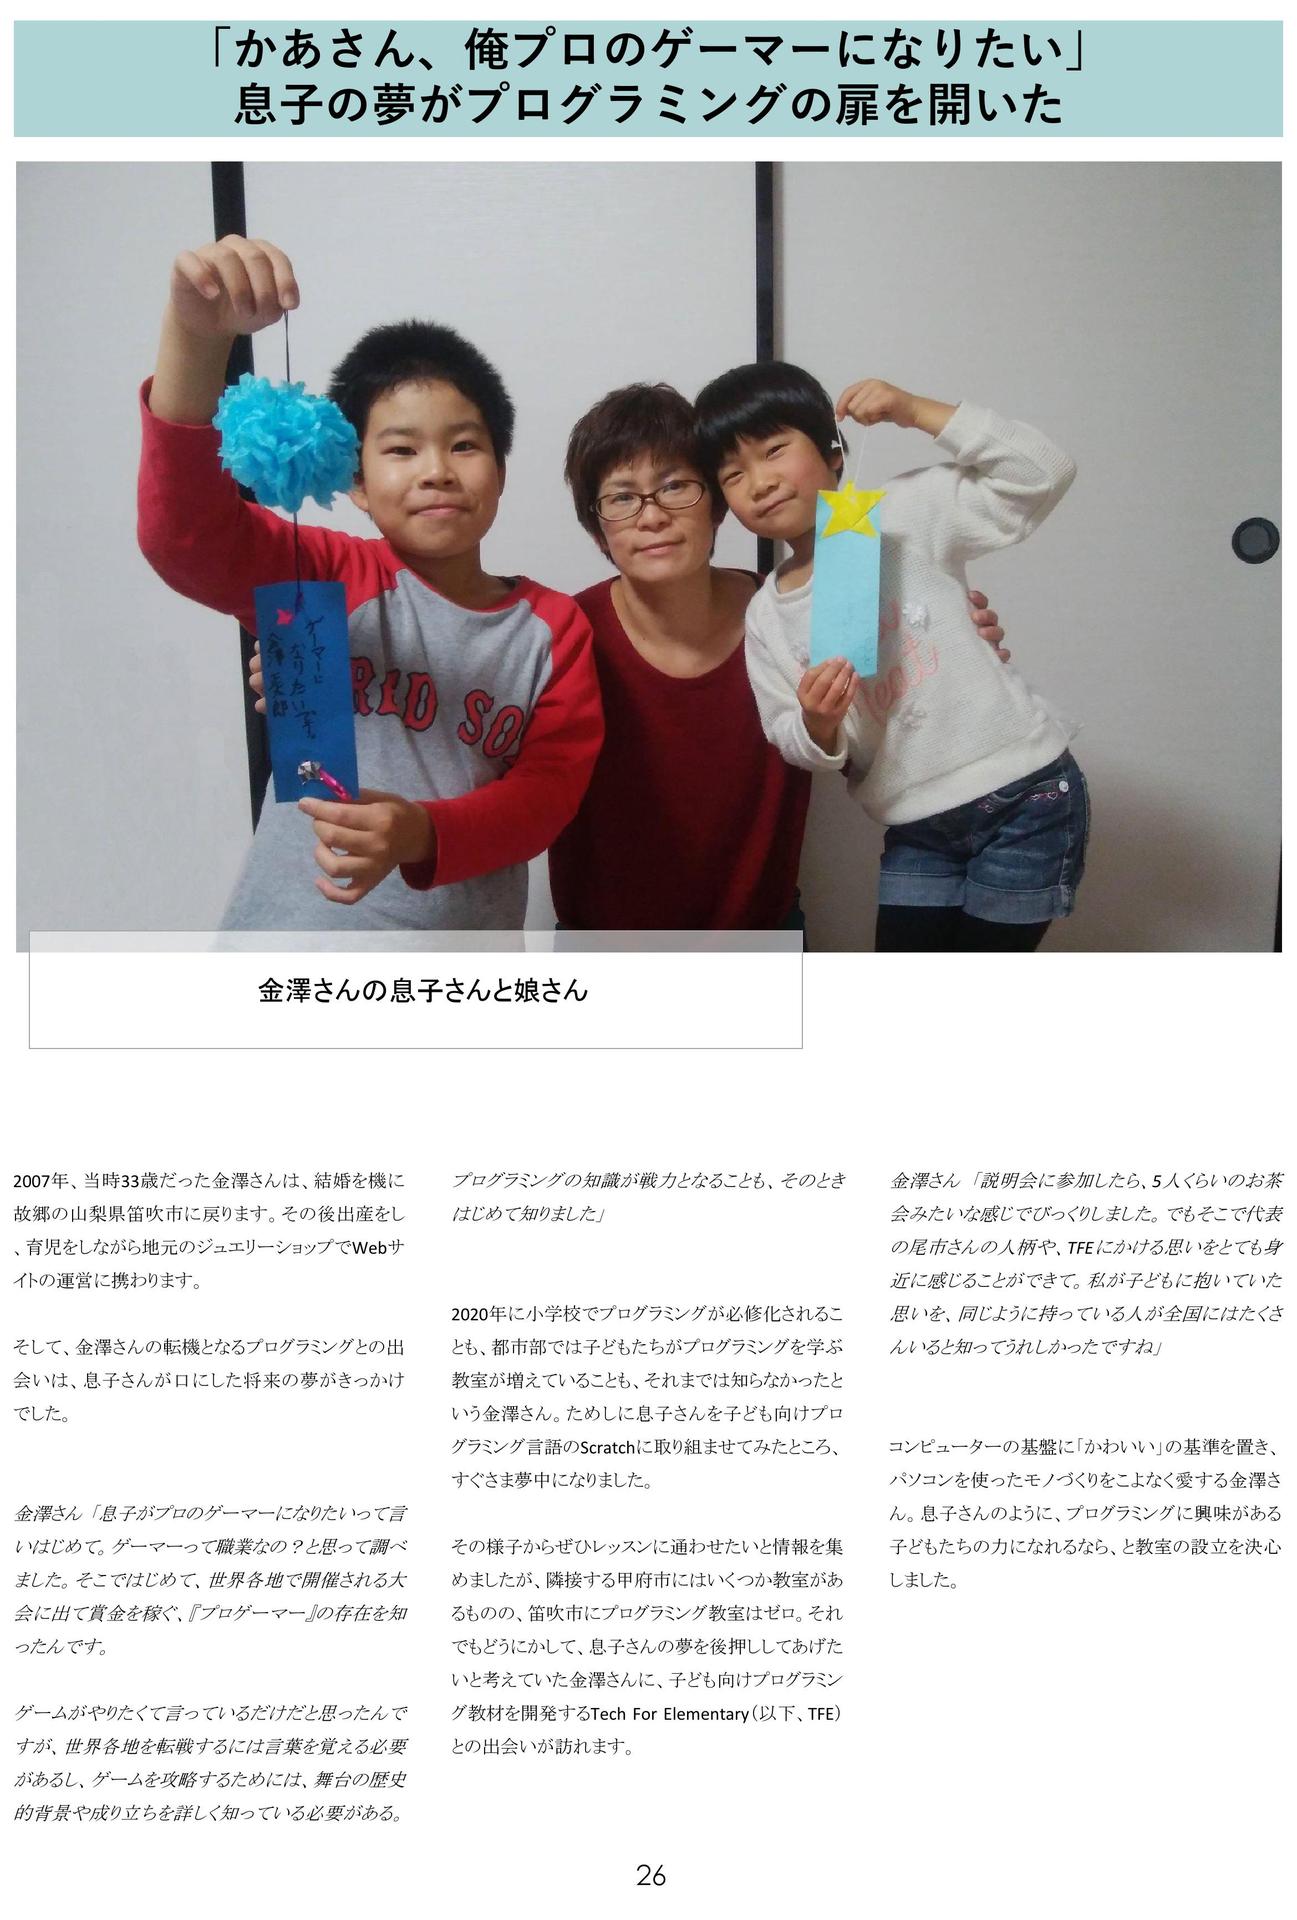 「かあさん、俺プロのゲーマーになりたい」
息子の夢がプログラミングの扉を開いた
ゲーマーに
なりたいです。
RED SO
金澤さんの息子さんと娘さん
2007年、当時33歳だった金澤さんは、結婚を機に
故郷の山梨県笛吹市に戻ります。その後出産をし
、育児をしながら地元のジュエリーショップでWebサ
イトの運営に携わります。
そして、金澤さんの転機となるプログラミングとの出
会いは、息子さんが口にした将来の夢がきっかけ
でした。
金澤さん「息子がプロのゲーマーになりたいって言
いはじめて。ゲーマーって職業なの？と思って調べ
ました。そこではじめて、世界各地で開催される大
会に出て賞金を稼ぐ、『プロゲーマー』の存在を知
ったんです。
ゲームがやりたくて言っているだけだと思ったんで
すが、世界各地を転戦するには言葉を覚える必要
があるし、ゲームを攻略するためには、舞台の歴史
的背景や成り立ちを詳しく知っている必要がある。
プログラミングの知識が戦力となることも、そのとき
はじめて知りました」
2020年に小学校でプログラミングが必修化されるこ
とも、都市部では子どもたちがプログラミングを学ぶ
教室が増えていることも、それまでは知らなかったと
いう金澤さん。ためしに息子さんを子ども向けプロ
グラミング言語のScratchに取り組ませてみたところ、
すぐさま夢中になりました。
その様子からぜひレッスンに通わせたいと情報を集
めましたが、隣接する甲府市にはいくつか教室があ
るものの、笛吹市にプログラミング教室はゼロ。それ
でもどうにかして、息子さんの夢を後押ししてあげた
いと考えていた金澤さんに、子ども向けプログラミン
グ教材を開発するTech For Elementary（以下、TFE）
との出会いが訪れます。
金澤さん「説明会に参加したら、5人くらいのお茶
会みたいな感じでびっくりしました。でもそこで代表
の尾市さんの人柄や、TFEにかける思いをとても身
近に感じることができて。私が子どもに抱いていた
思いを、同じように持っている人が全国にはたくさ
んいると知ってうれしかったですね」
コンピューターの基盤に「かわいい」の基準を置き、
パソコンを使ったモノづくりをこよなく愛する金澤さ
ん。息子さんのように、プログラミングに興味がある
子どもたちの力になれるなら、と教室の設立を決心
しました。
26